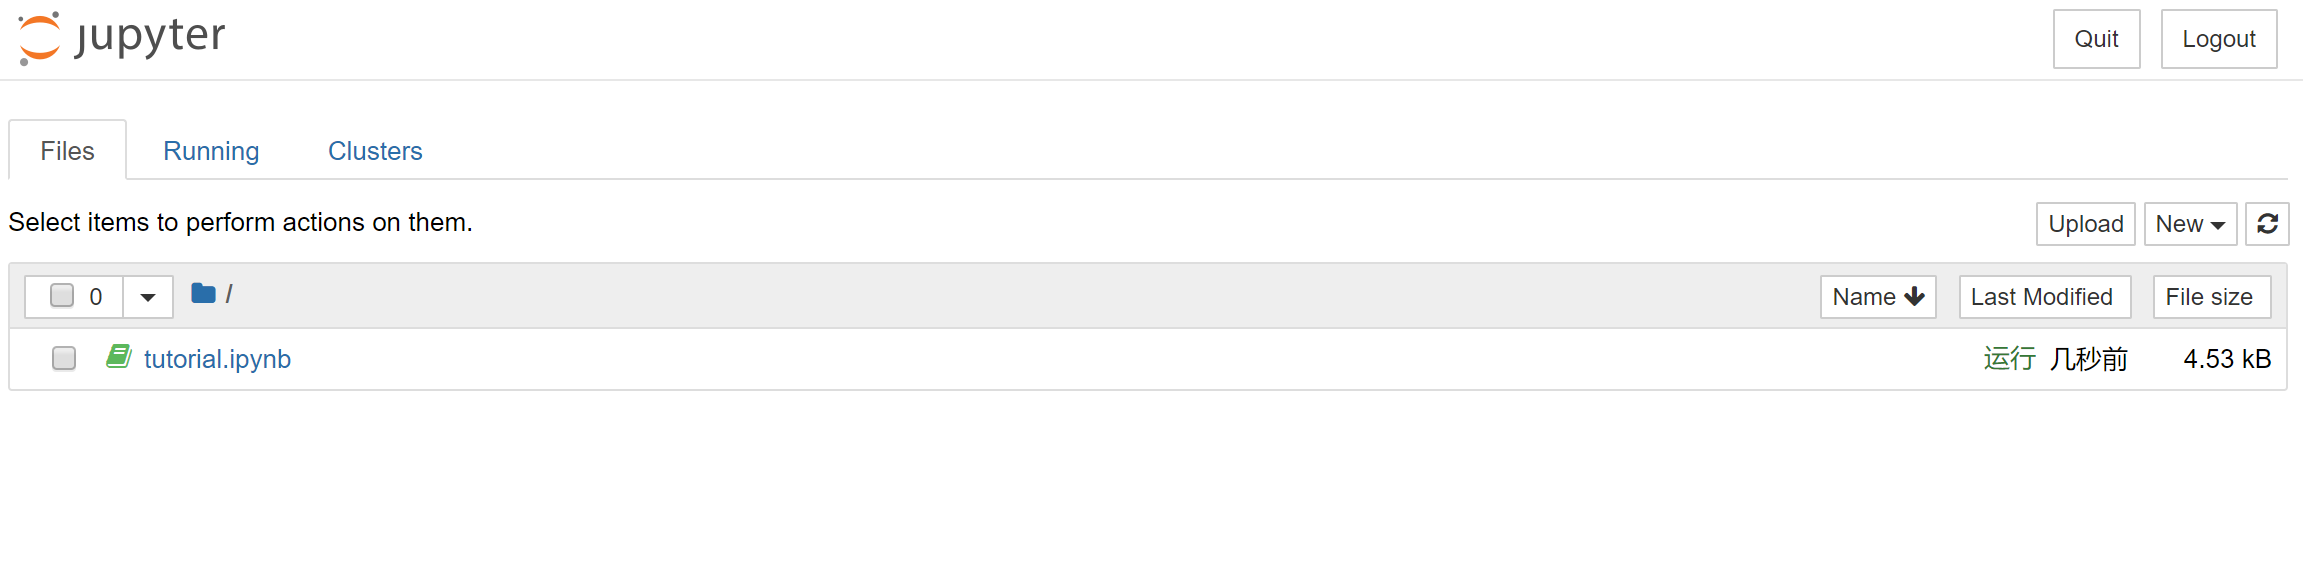 jupyter Quit Logout
Files Running Clusters
Select items to perform actions on them. Upload New
0 / Name Last Modified File size
tutorial.ipynb 运行 几秒前 4.53 kB